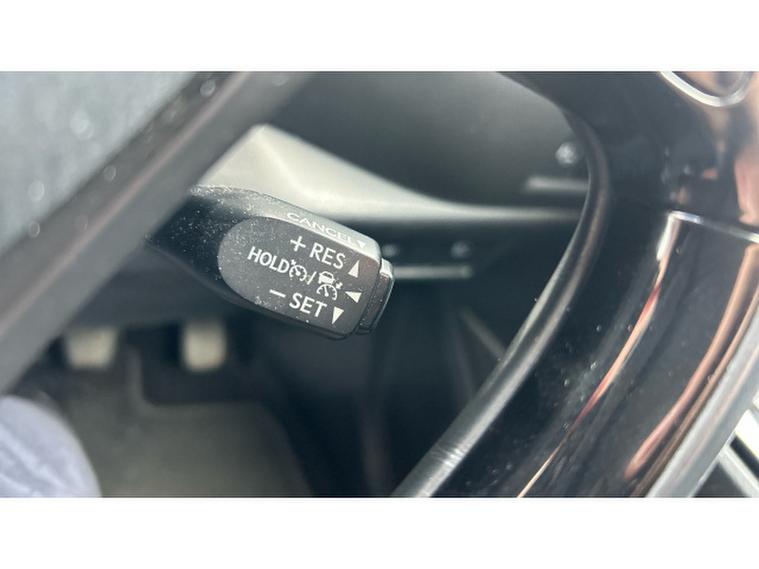 CANCEL ▼
+ RES ▲
HOLD / ◀
− SET ▼